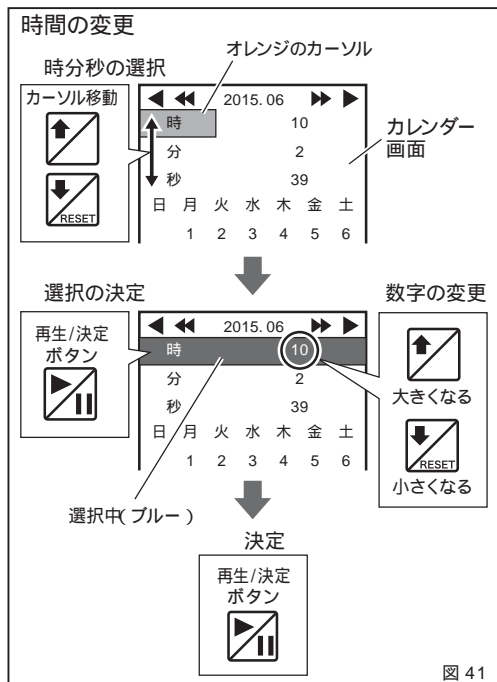 時間の変更
時分秒の選択
オレンジのカーソル
カーソル移動
RESET
2015.06
時 10
分 2
秒 39
日 月 火 水 木 金 土
1 2 3 4 5 6
カレンダー
画面
選択の決定
再生/決定
ボタン
2015.06
時 10
分 2
秒 39
日 月 火 水 木 金 土
1 2 3 4 5 6
選択中(ブルー)
数字の変更
大きくなる
RESET
小さくなる
決定
再生/決定
ボタン
図 41